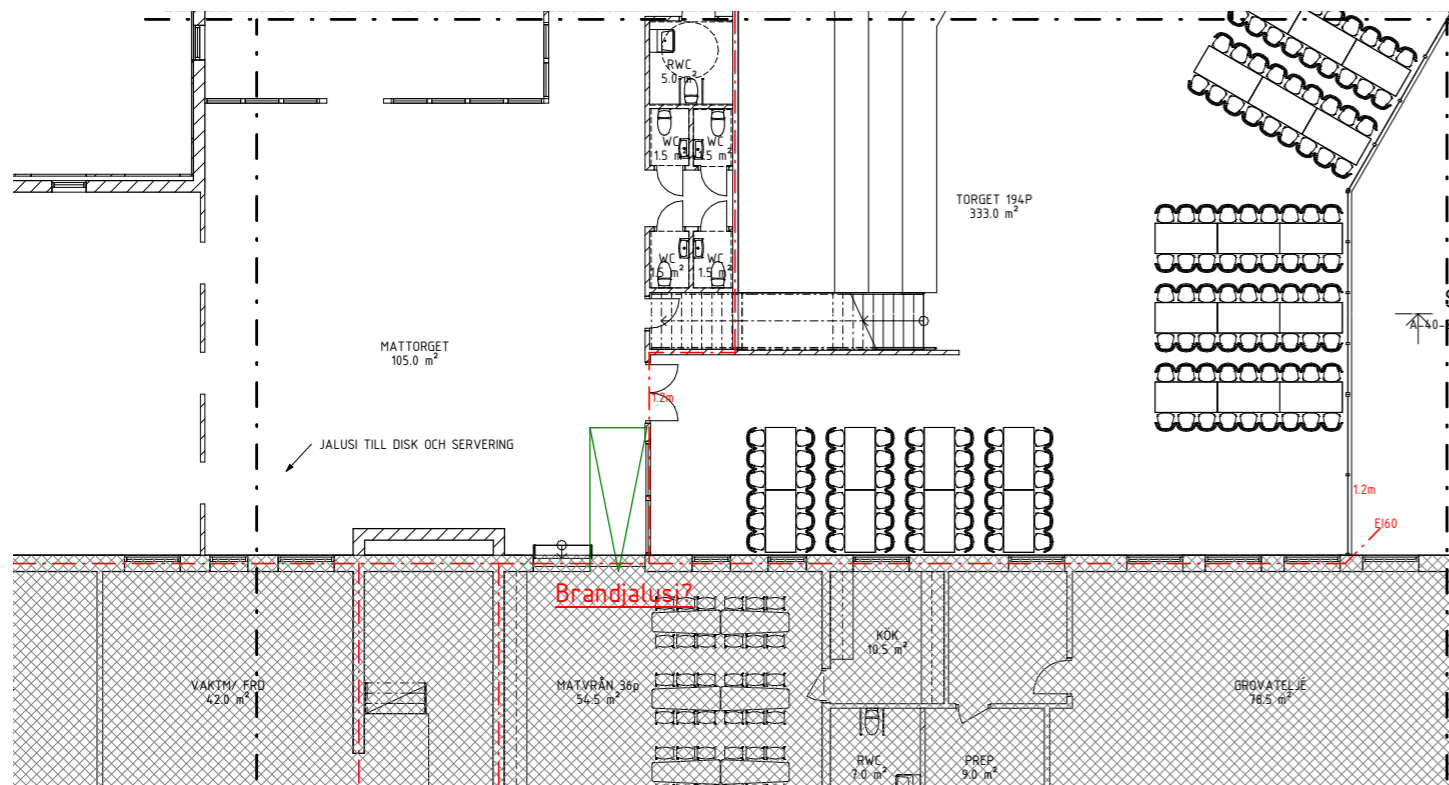 RWC
5.0 m²
WC
1.5 m²
WC
1.5 m²
TORGET 194P
333.0 m²
WC
1.5 m²
WC
1.5 m²
A-40-
MATTORGET
105.0 m²
1.2m
JALUSI TILL DISK OCH SERVERING
1.2m
EI60
Brandjalusi?
KÖK
10.5 m²
VAKTM/ FRD
42.0 m²
MATVRÅN 36p
54.5 m²
GROVATELJÉ
78.5 m²
RWC
7.0 m²
PREP
9.0 m²